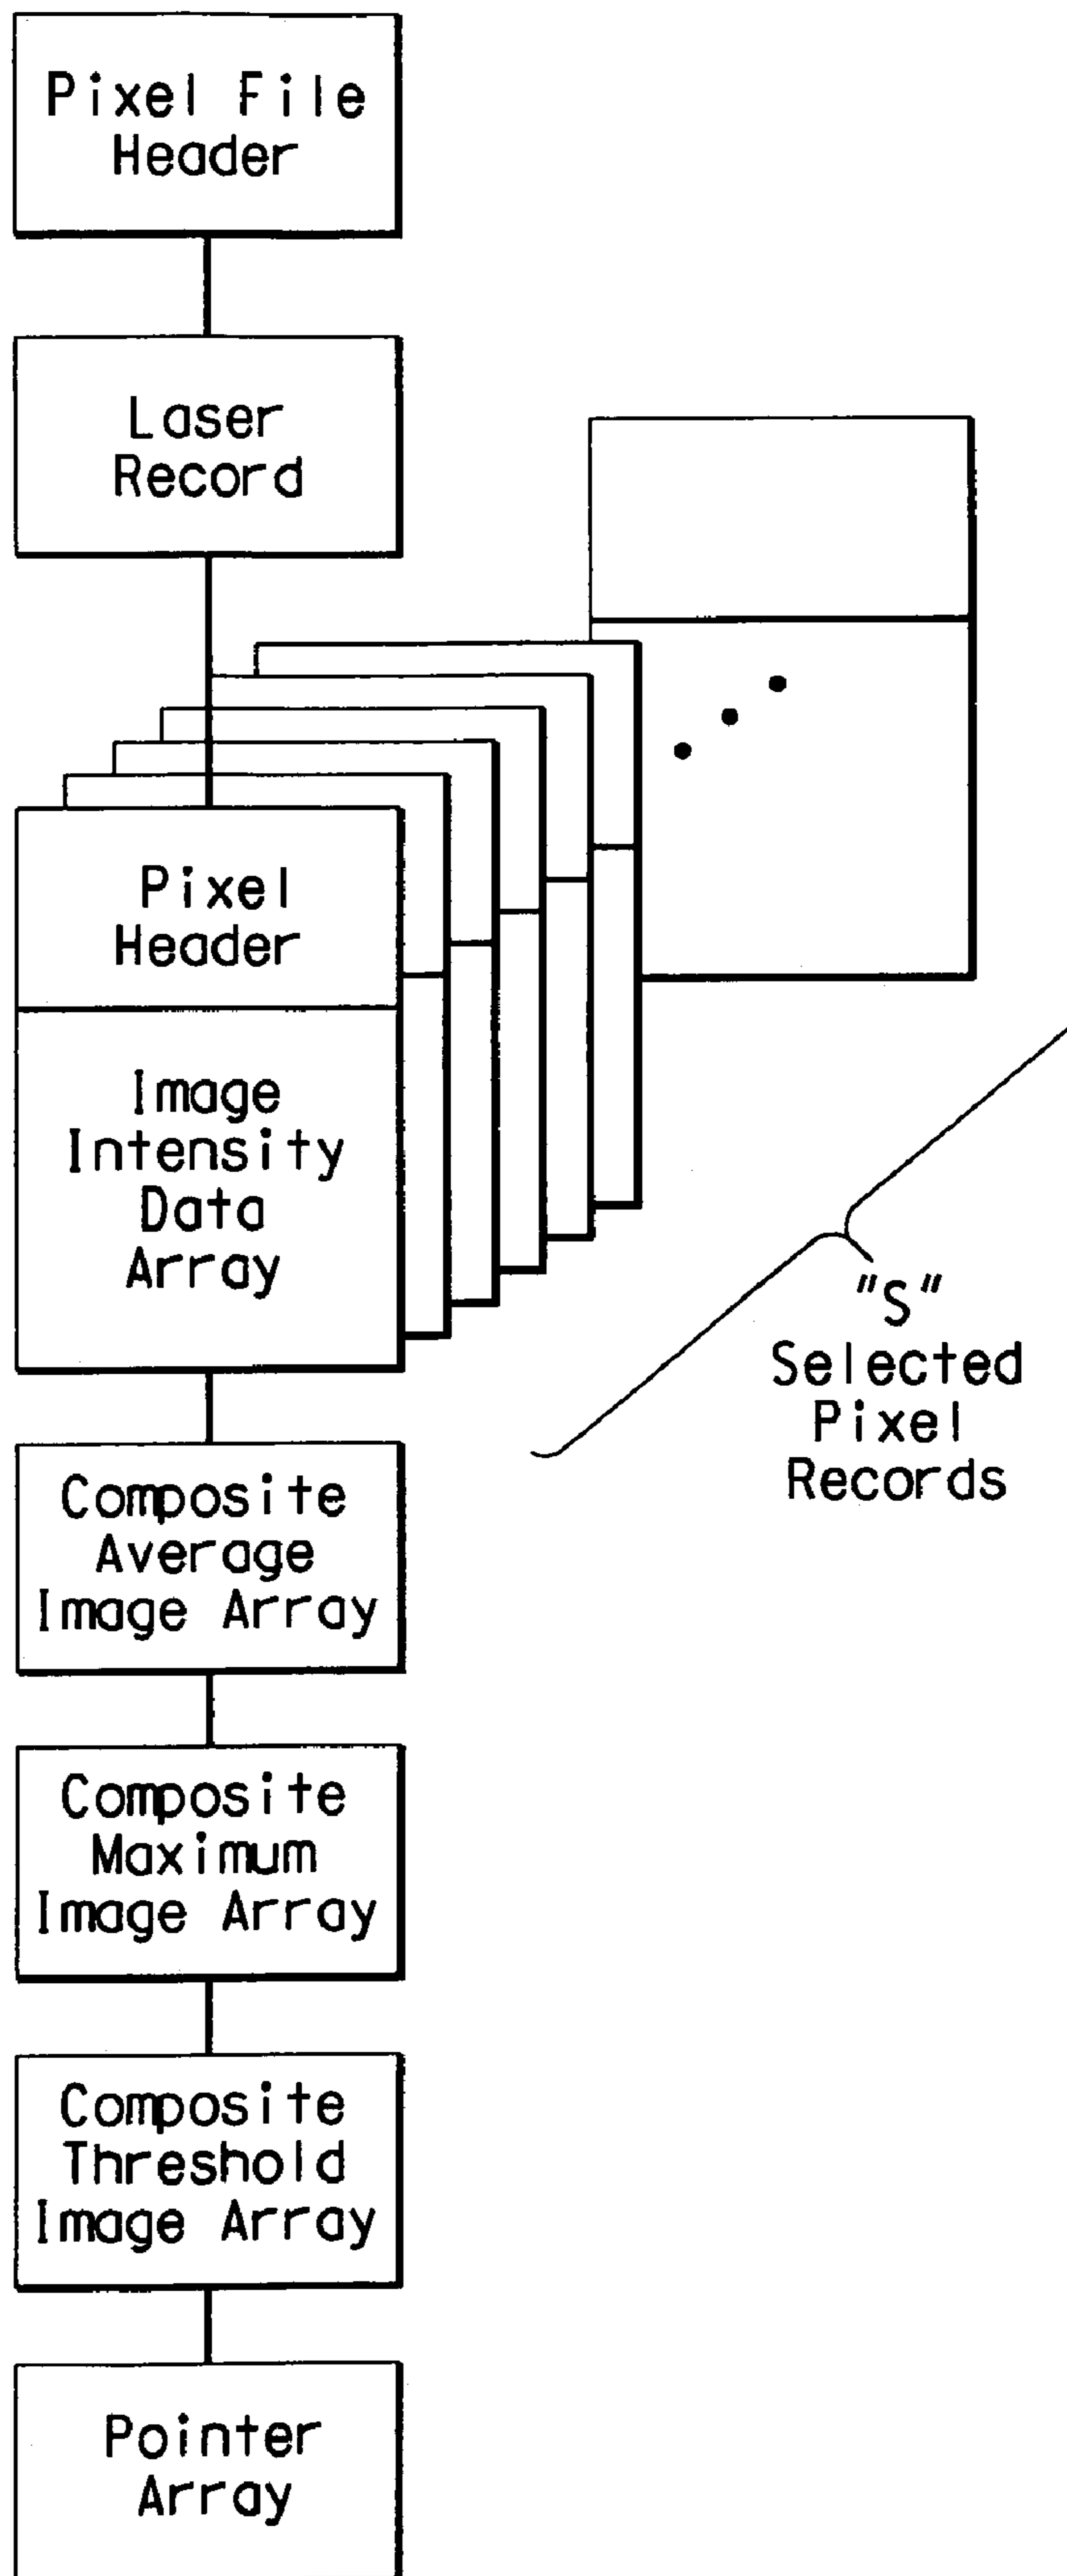 Pixel File
Header
Laser
Record
Pixel
Header
Image
Intensity
Data
Array
"S"
Selected
Pixel
Records
Composite
Average
Image Array
Composite
Maximum
Image Array
Composite
Threshold
Image Array
Pointer
Array